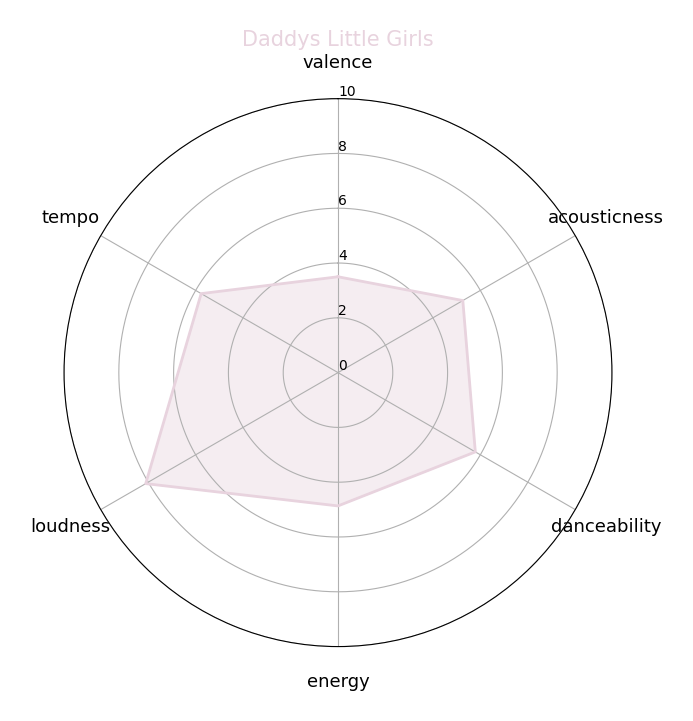 Daddys Little Girls
valence
10
8
tempo
acousticness
6
4
2
0
loudness
danceability
energy